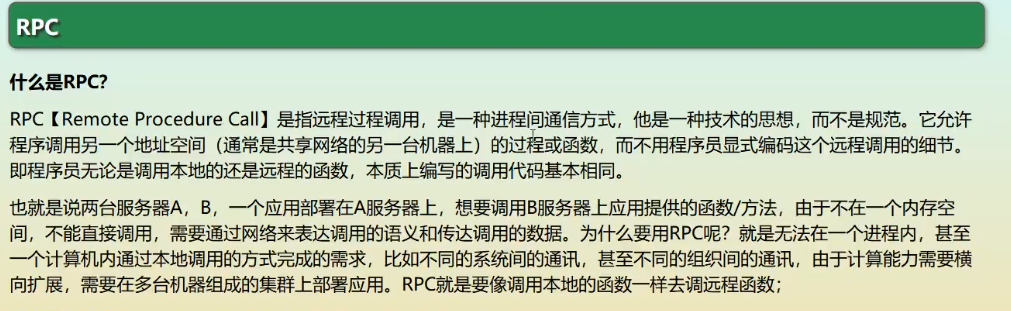 RPC
什么是RPC?
RPC【Remote Procedure Call】是指远程过程调用，是一种进程间通信方式，他是一种技术的思想，而不是规范。它允许
程序调用另一个地址空间（通常是共享网络的另一台机器上）的过程或函数，而不用程序员显式编码这个远程调用的细节。
即程序员无论是调用本地的还是远程的函数，本质上编写的调用代码基本相同。
也就是说两台服务器A，B，一个应用部署在A服务器上，想要调用B服务器上应用提供的函数/方法，由于不在一个内存空
间，不能直接调用，需要通过网络来表达调用的语义和传达调用的数据。为什么要用RPC呢？就是无法在一个进程内，甚至
一个计算机内通过本地调用的方式完成的需求，比如不同的系统间的通讯，甚至不同的组织间的通讯，由于计算能力需要横
向扩展，需要在多台机器组成的集群上部署应用。RPC就是要像调用本地的函数一样去调远程函数；